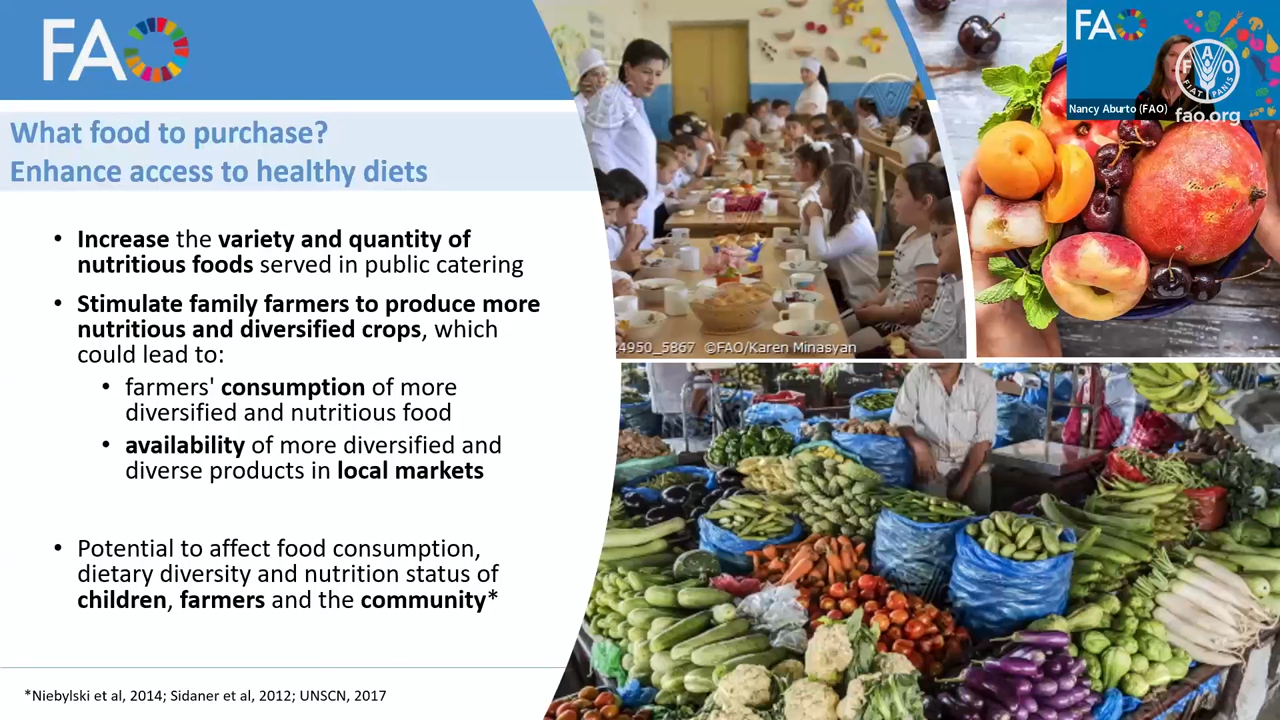 FAO
What food to purchase?
Enhance access to healthy diets
• Increase the variety and quantity of
nutritious foods served in public catering
• Stimulate family farmers to produce more
nutritious and diversified crops, which
could lead to:
• farmers' consumption of more
diversified and nutritious food
• availability of more diversified and
diverse products in local markets
• Potential to affect food consumption,
dietary diversity and nutrition status of
children, farmers and the community*
*Niebylski et al, 2014; Sidaner et al, 2012; UNSCN, 2017
24950_5867 ©FAO/Karen Minasyan
FAO
Nancy Aburto (FAO)
F A O
FIAT PANIS
fao.org